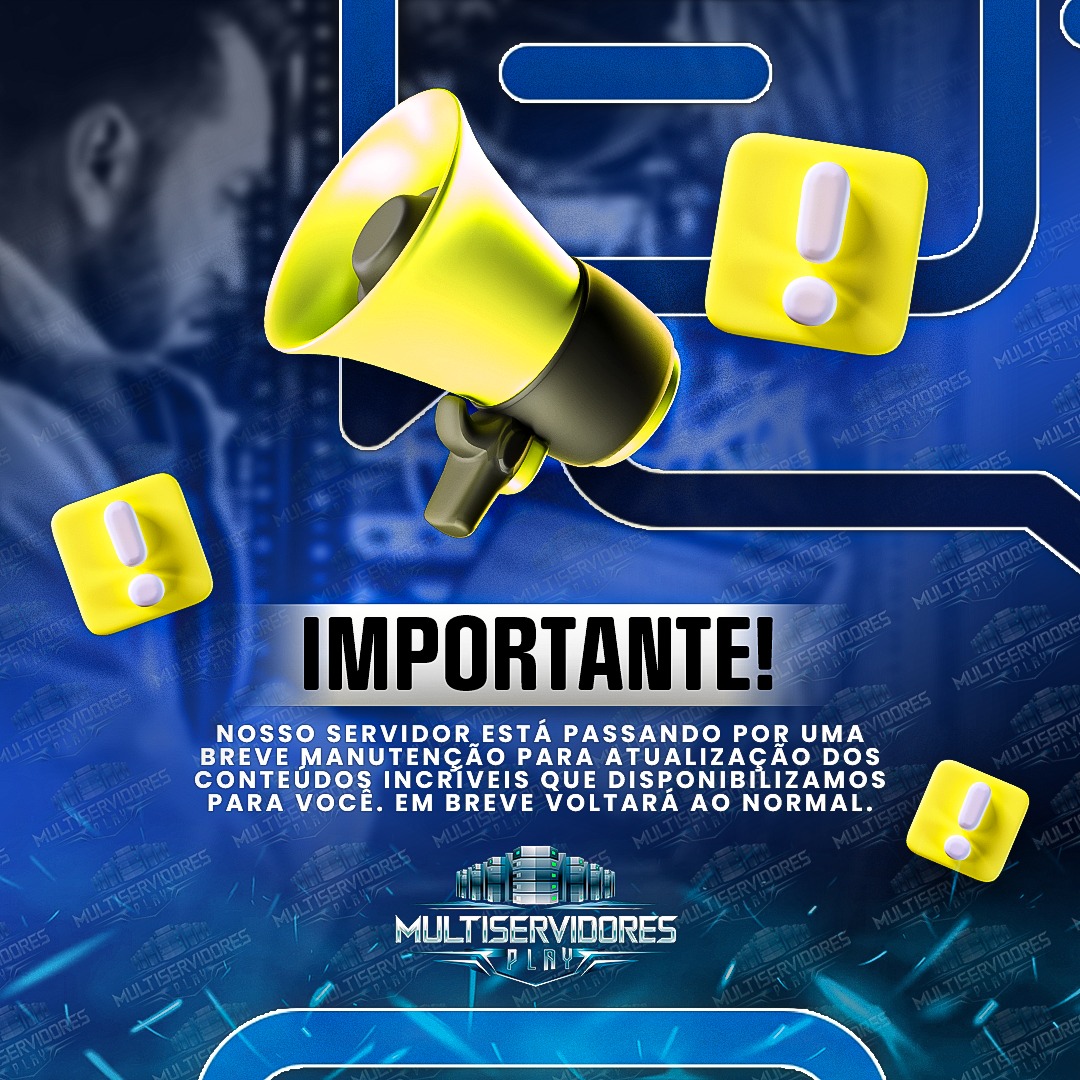 IMPORTANTE!
NOSSO SERVIDOR ESTÁ PASSANDO POR UMA
BREVE MANUTENÇÃO PARA ATUALIZAÇÃO DOS
CONTEÚDOS INCRÍVEIS QUE DISPONIBILIZAMOS
PARA VOCÊ. EM BREVE VOLTARÁ AO NORMAL.
MULTISERVIDORES
PLAY